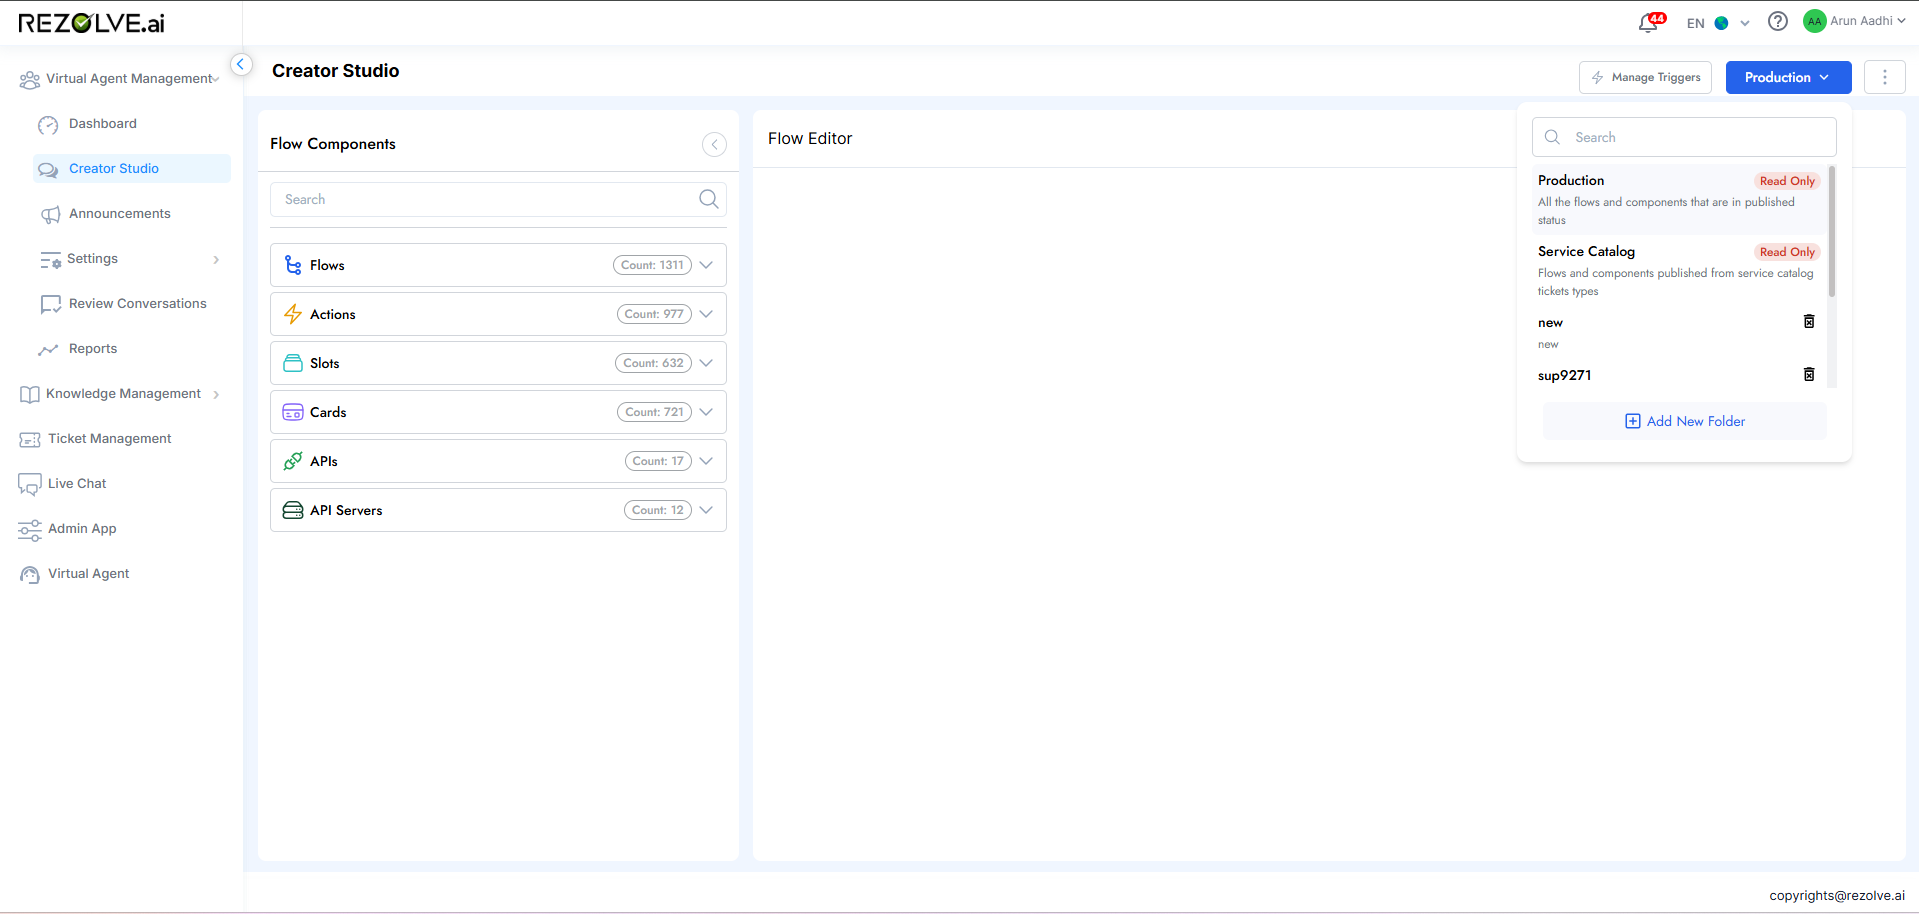 REZOLVE.ai
44
EN
AA
Arun Aadhi
Virtual Agent Management
Dashboard
Creator Studio
Announcements
Settings
Review Conversations
Reports
Knowledge Management
Ticket Management
Live Chat
Admin App
Virtual Agent
Creator Studio
Manage Triggers
Production
Flow Components
Search
Flows
Count: 1311
Actions
Count: 977
Slots
Count: 632
Cards
Count: 721
APIs
Count: 17
API Servers
Count: 12
Flow Editor
Search
Production
Read Only
All the flows and components that are in published
status
Service Catalog
Read Only
Flows and components published from service catalog
tickets types
new
new
sup9271
Add New Folder
copyrights@rezolve.ai